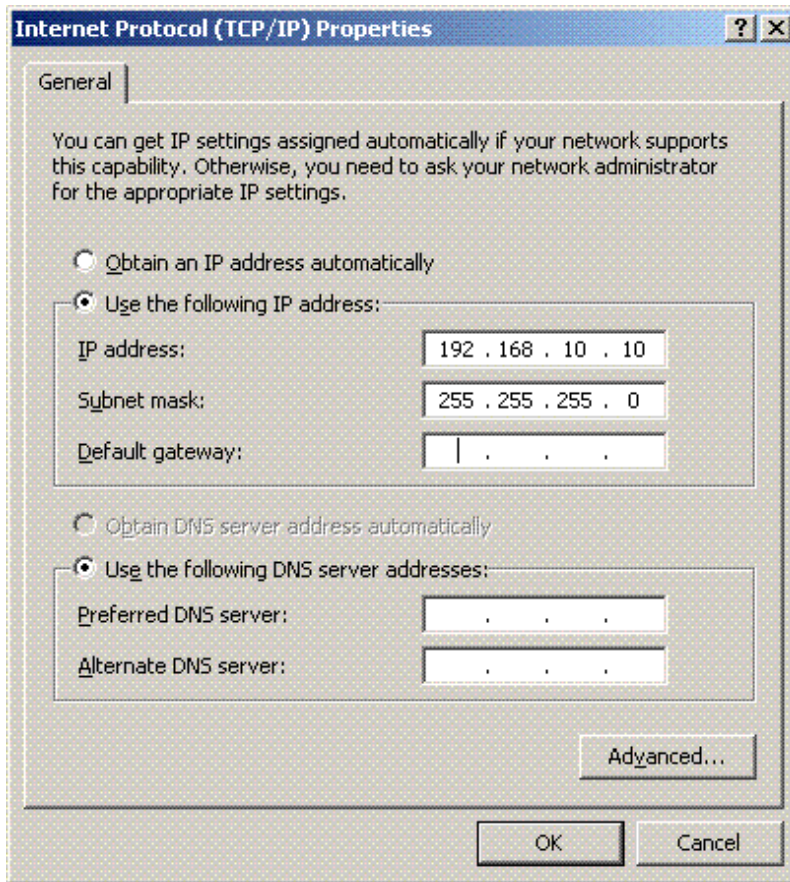 Internet Protocol (TCP/IP) Properties
General
You can get IP settings assigned automatically if your network supports
this capability. Otherwise, you need to ask your network administrator
for the appropriate IP settings.
Obtain an IP address automatically
Use the following IP address:
IP address: 192 . 168 . 10 . 10
Subnet mask: 255 . 255 . 255 . 0
Default gateway: . . .
Obtain DNS server address automatically
Use the following DNS server addresses:
Preferred DNS server: . . .
Alternate DNS server: . . .
Advanced...
OK Cancel